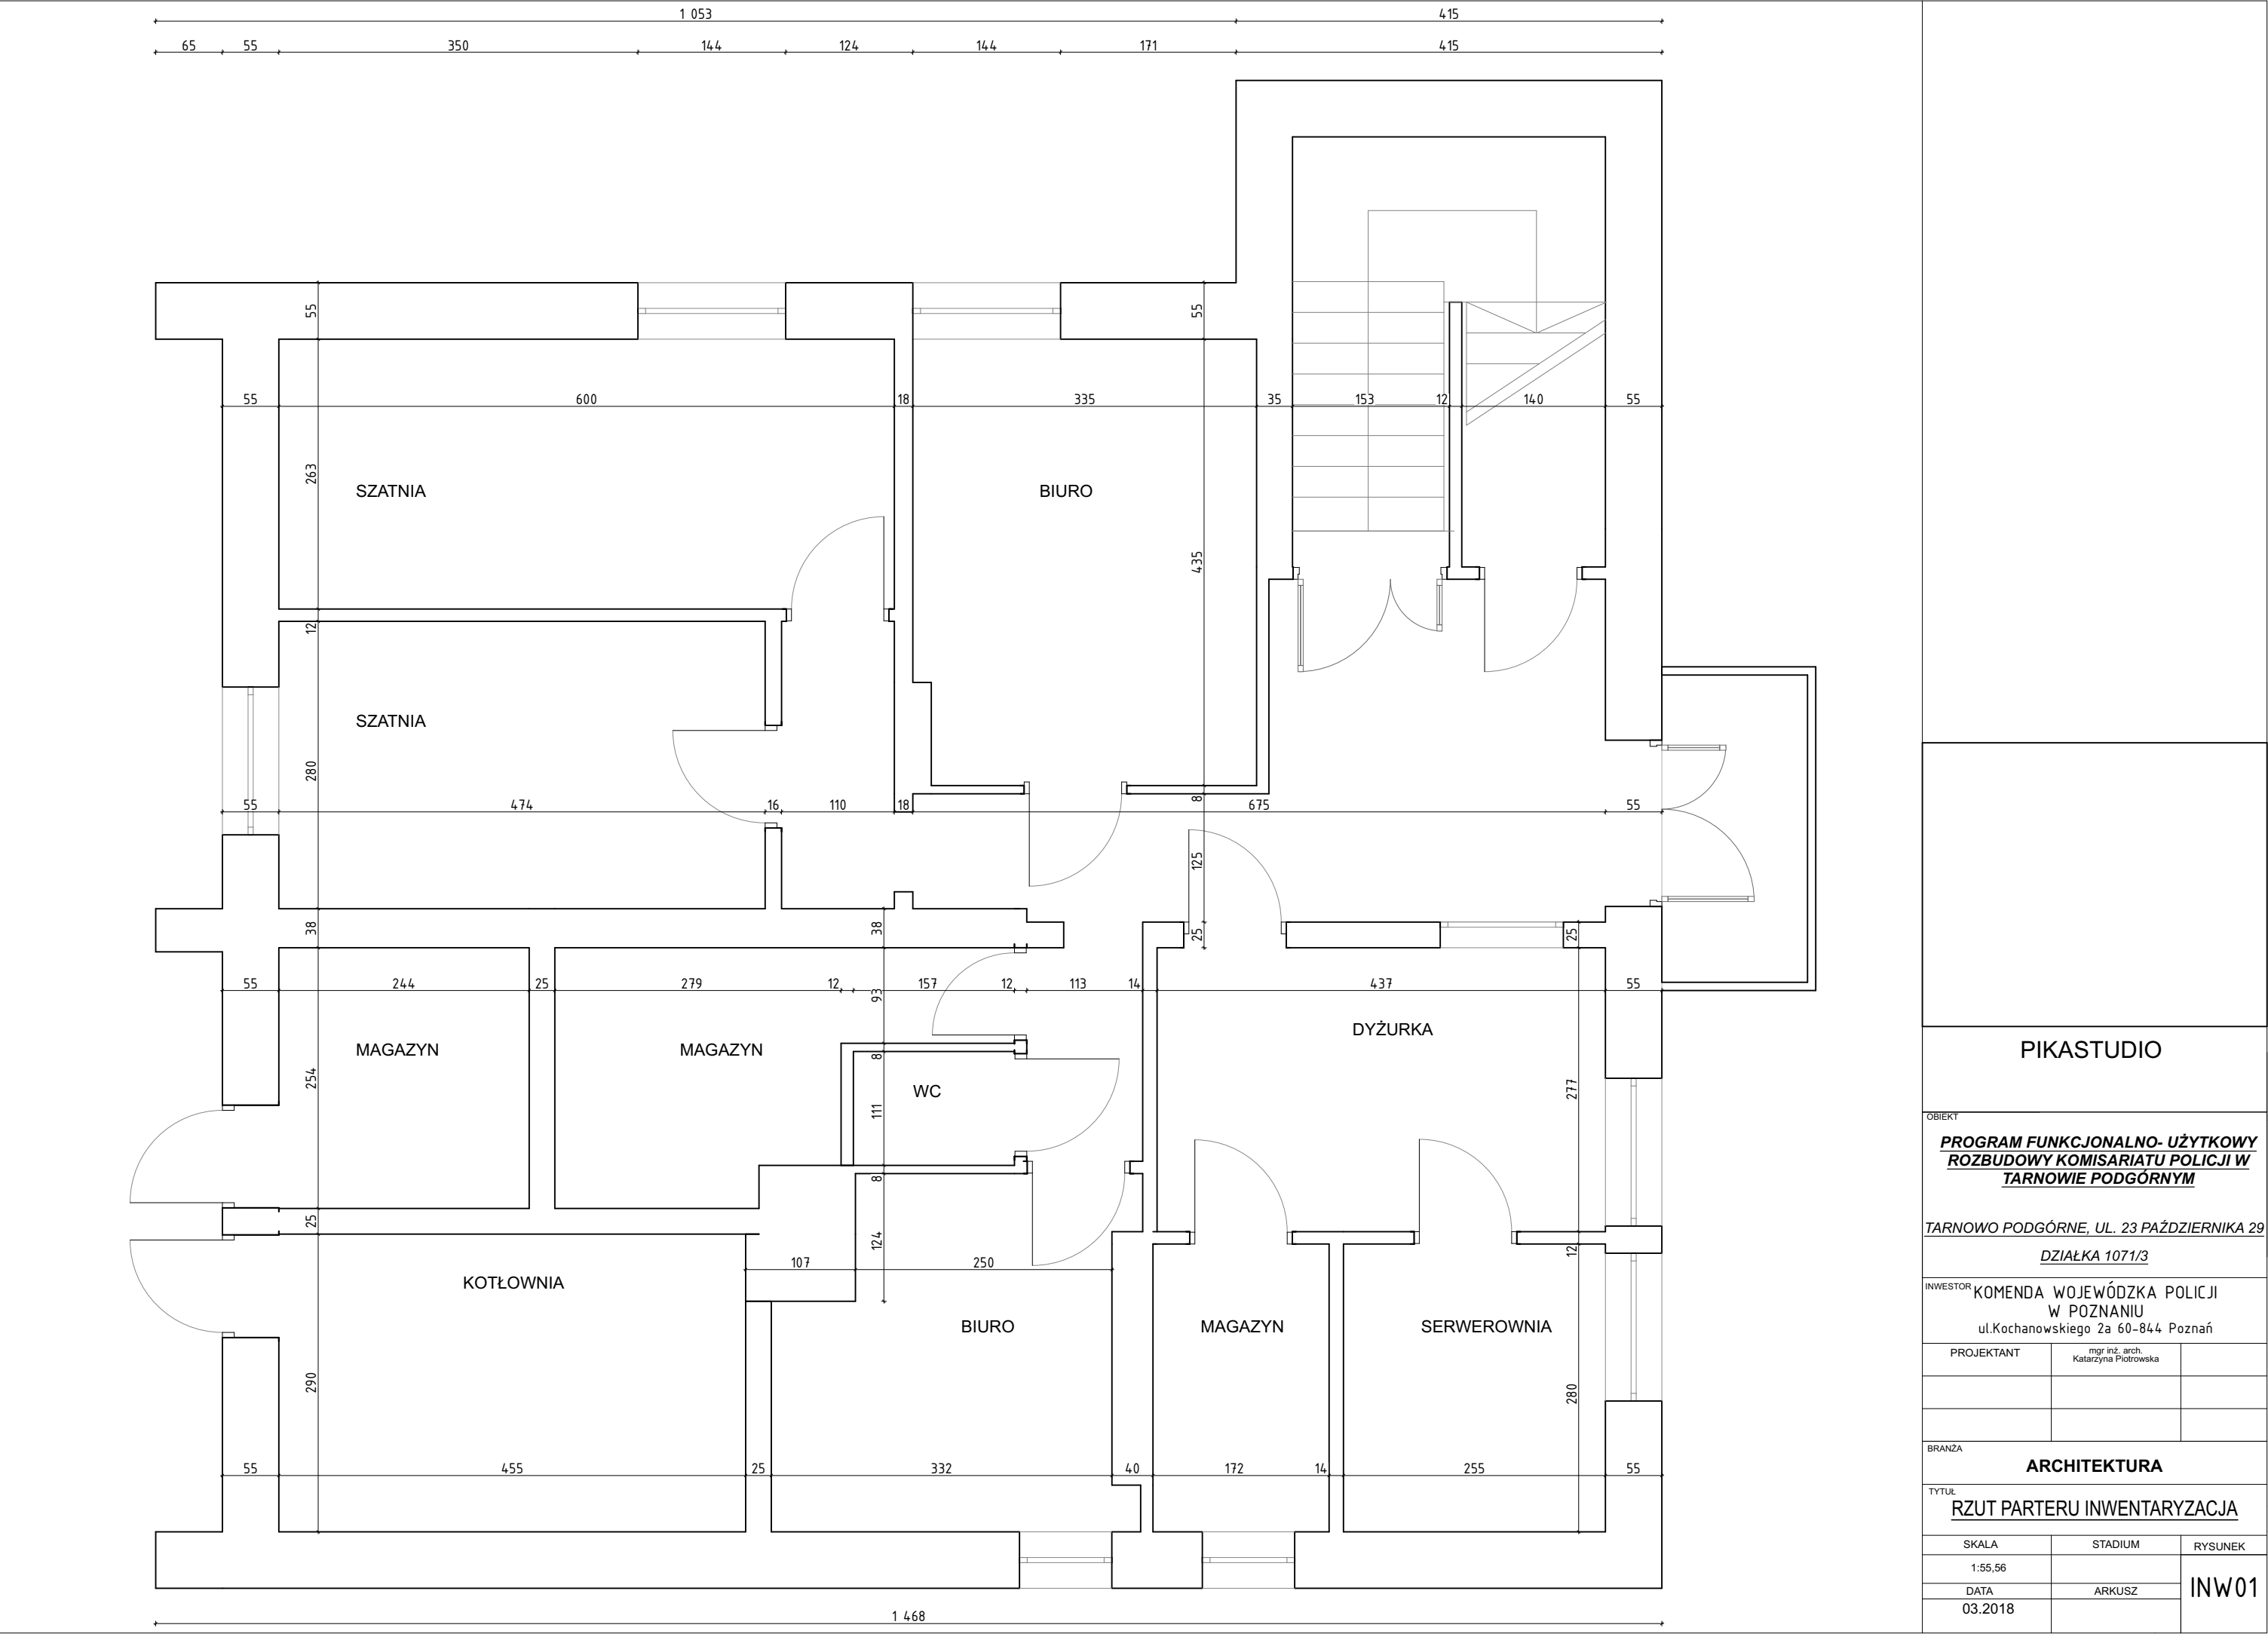 1 053
415
65
55
350
144
124
144
171
415
55
55
55
600
18
335
35
153
12
140
55
263
SZATNIA
BIURO
435
12
SZATNIA
280
55
474
16
110
18
8
675
55
125
38
38
25
25
55
244
25
279
12
93
157
12
113
14
437
55
DYŻURKA
MAGAZYN
MAGAZYN
8
254
WC
277
111
8
25
124
12
107
250
KOTŁOWNIA
BIURO
MAGAZYN
SERWEROWNIA
290
280
55
455
25
332
40
172
14
255
55
1 468
PIKASTUDIO
OBIEKT
PROGRAM FUNKCJONALNO- UŻYTKOWY
ROZBUDOWY KOMISARIATU POLICJI W
TARNOWIE PODGÓRNYM
TARNOWO PODGÓRNE, UL. 23 PAŹDZIERNIKA 29
DZIAŁKA 1071/3
INWESTOR KOMENDA WOJEWÓDZKA POLICJI
W POZNANIU
ul.Kochanowskiego 2a 60-844 Poznań
PROJEKTANT
mgr inż. arch.
Katarzyna Piotrowska
BRANŻA
ARCHITEKTURA
TYTUŁ
RZUT PARTERU INWENTARYZACJA
SKALA
STADIUM
RYSUNEK
1:55,56
INW01
DATA
ARKUSZ
03.2018